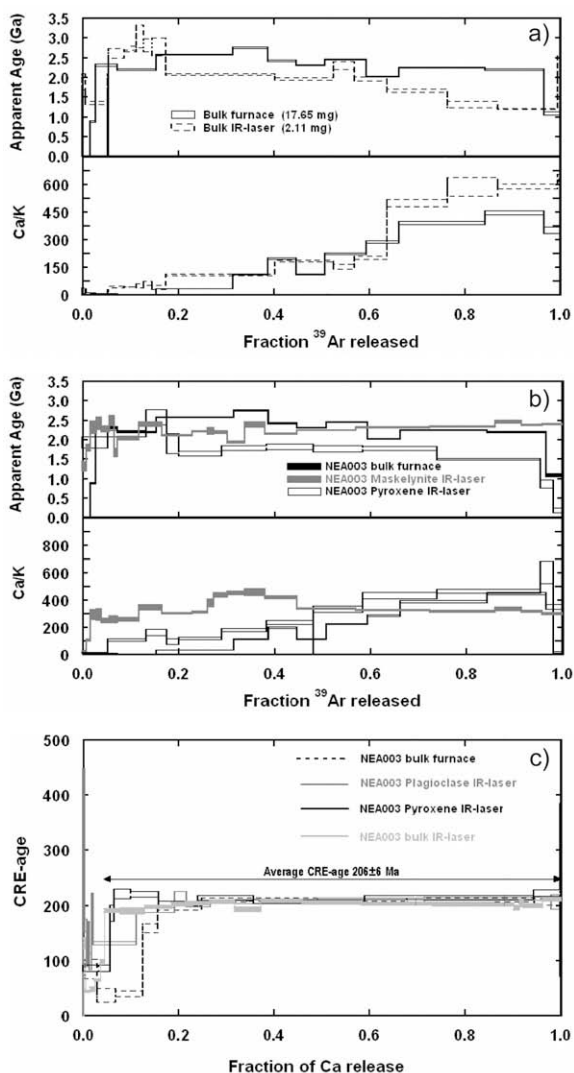 a)
Apparent Age (Ga)
3.5
3.0
2.5
2.0
1.5
1.0
0.5
0.0
Bulk furnace (17.65 mg)
Bulk IR-laser (2.11 mg)
Ca/K
600
450
300
150
0
0.0 0.2 0.4 0.6 0.8 1.0
Fraction 39Ar released
b)
Apparent Age (Ga)
3.5
3.0
2.5
2.0
1.5
1.0
0.5
0.0
NEA003 bulk furnace
NEA003 Maskelynite IR-laser
NEA003 Pyroxene IR-laser
Ca/K
800
600
400
200
0
0.0 0.2 0.4 0.6 0.8 1.0
Fraction 39Ar released
c)
CRE-age
500
400
300
200
100
0
NEA003 bulk furnace
NEA003 Plagioclase IR-laser
NEA003 Pyroxene IR-laser
NEA003 bulk IR-laser
Average CRE-age 206±6 Ma
0.0 0.2 0.4 0.6 0.8 1.0
Fraction of Ca release